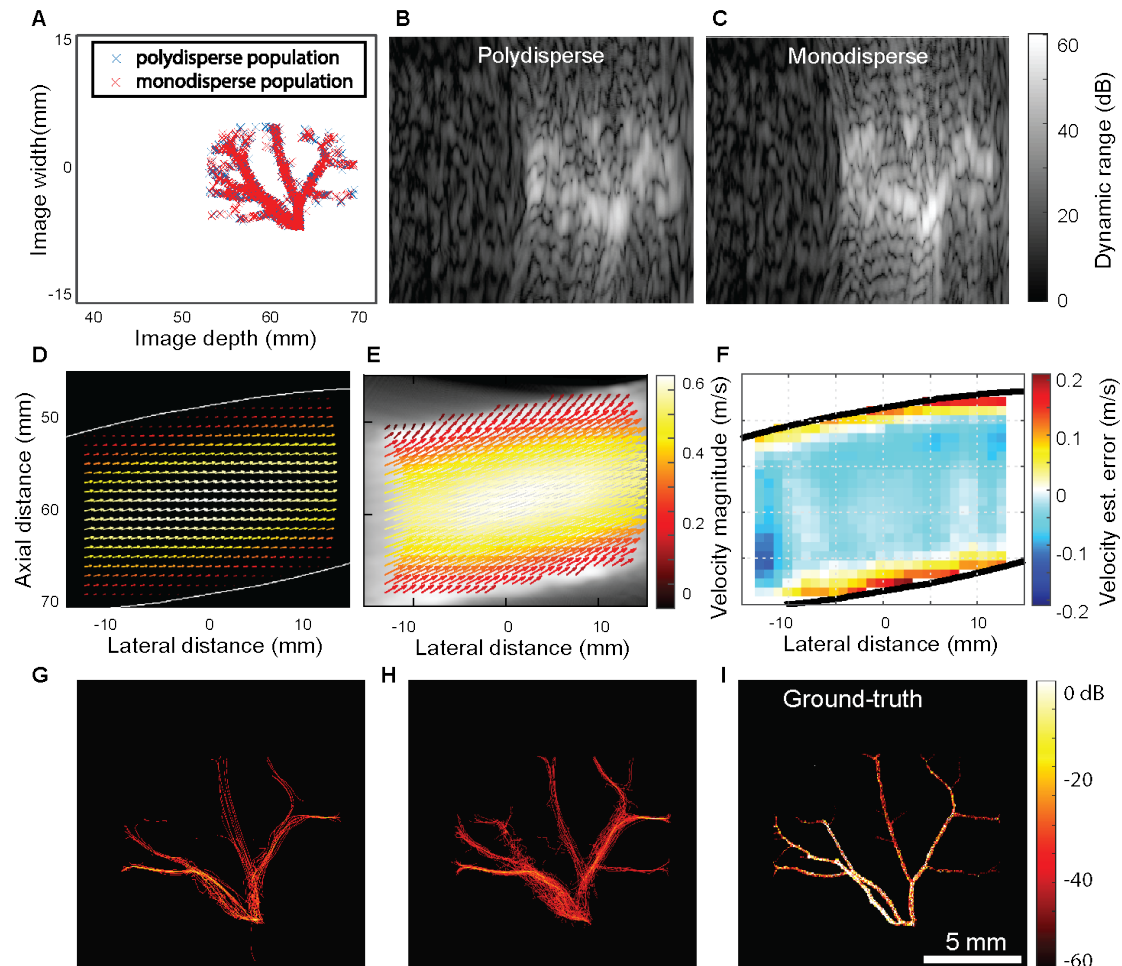 A
15
polydisperse population
monodisperse population
0
-15
Image width(mm)
40
50
60
70
Image depth (mm)
B
Polydisperse
C
Monodisperse
60
40
20
0
Dynamic range (dB)
D
50
60
70
Axial distance (mm)
-10
0
10
Lateral distance (mm)
E
0.6
0.4
0.2
0
Velocity magnitude (m/s)
-10
0
10
Lateral distance (mm)
F
0.2
0.1
0
-0.1
-0.2
Velocity est. error (m/s)
-10
0
10
Lateral distance (mm)
G
H
I
Ground-truth
5 mm
0 dB
-20
-40
-60